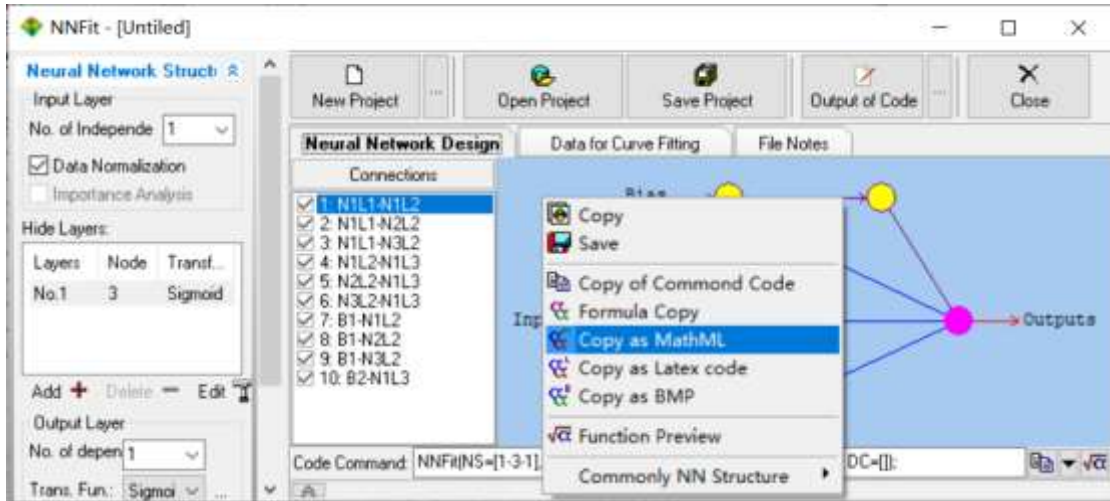 NNFit - [Untiled]
Neural Network Struct
Input Layer
No. of Independe 1
Data Normalization
Importance Analysis
Hide Layers:
Layers Node Transf...
No.1 3 Sigmoid
Add Delete Edit
Output Layer
No. of depen 1
Trans. Fun.: Sigmoi ...
New Project ...
Open Project
Save Project
Output of Code ...
Close
Neural Network Design
Data for Curve Fitting
File Notes
Connections
1: N1L1-N1L2
2: N1L1-N2L2
3: N1L1-N3L2
4: N1L2-N1L3
5: N2L2-N1L3
6: N3L2-N1L3
7: B1-N1L2
8: B1-N2L2
9: B1-N3L2
10: B2-N1L3
Bias
Inp
Outputs
Copy
Save
Copy of Commond Code
Formula Copy
Copy as MathML
Copy as Latex code
Copy as BMP
Function Preview
Commonly NN Structure
Code Command: NNFit(NS=[1-3-1], DC=[]);